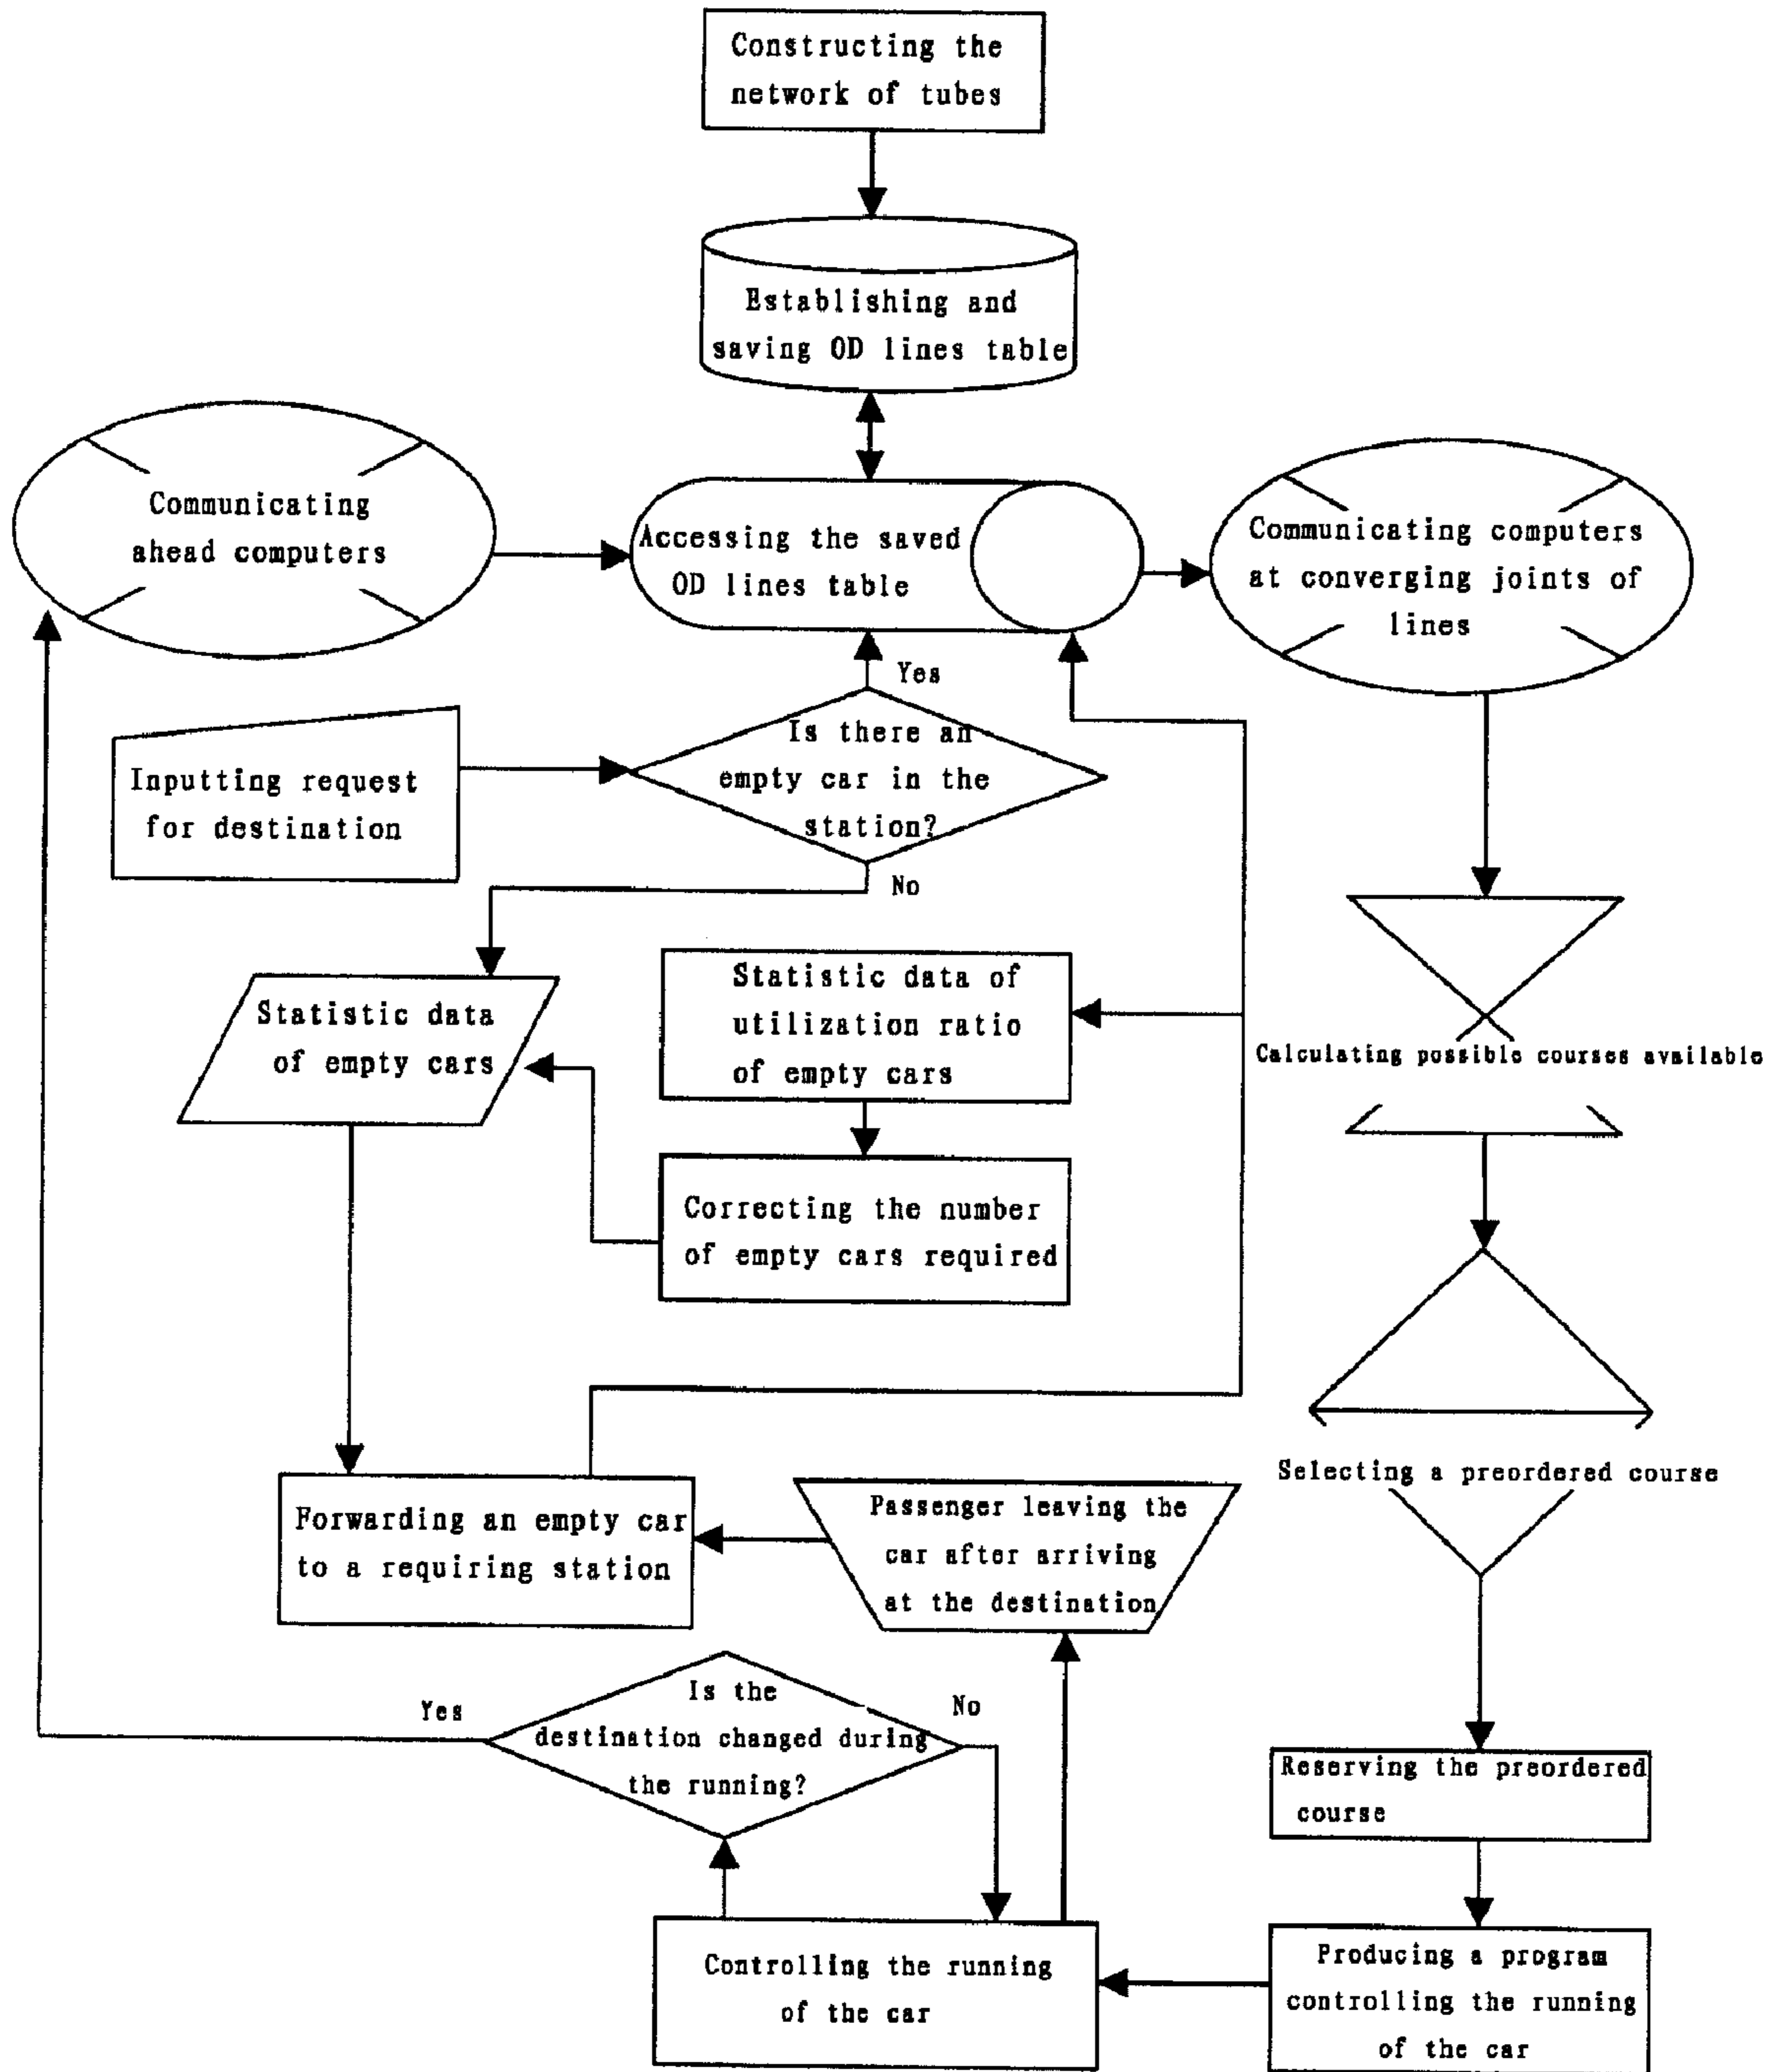 Constructing the
network of tubes
Establishing and
saving OD lines table
Communicating
ahead computers
Accessing the saved
OD lines table
Communicating computers
at converging joints of
lines
Yes
Inputting request
for destination
Is there an
empty car in the
station?
No
Statistic data
of empty cars
Statistic data of
utilization ratio
of empty cars
Calculating possible courses available
Correcting the number
of empty cars required
Selecting a preordered course
Forwarding an empty car
to a requiring station
Passenger leaving the
car after arriving
at the destination
Yes
Is the
destination changed during
the running?
No
Reserving the preordered
course
Controlling the running
of the car
Producing a program
controlling the running
of the car